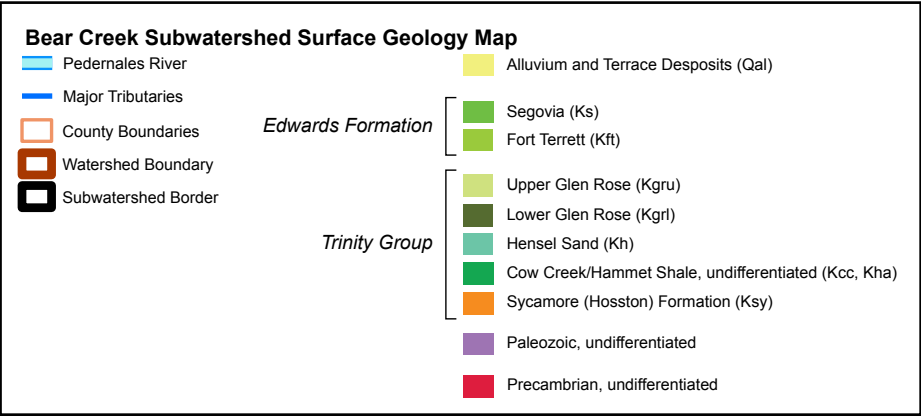 Bear Creek Subwatershed Surface Geology Map
Pedernales River
Major Tributaries
County Boundaries
Watershed Boundary
Subwatershed Border
Alluvium and Terrace Desposits (Qal)
Edwards Formation
Segovia (Ks)
Fort Terrett (Kft)
Trinity Group
Upper Glen Rose (Kgru)
Lower Glen Rose (Kgrl)
Hensel Sand (Kh)
Cow Creek/Hammet Shale, undifferentiated (Kcc, Kha)
Sycamore (Hosston) Formation (Ksy)
Paleozoic, undifferentiated
Precambrian, undifferentiated